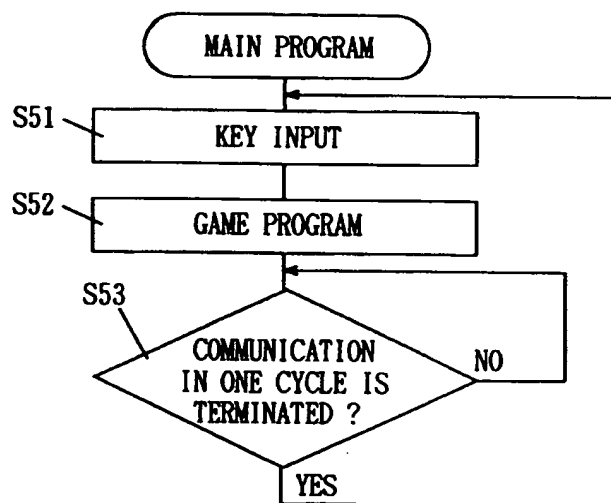 MAIN PROGRAM
S51
KEY INPUT
S52
GAME PROGRAM
S53
COMMUNICATION
IN ONE CYCLE IS
TERMINATED ?
NO
YES